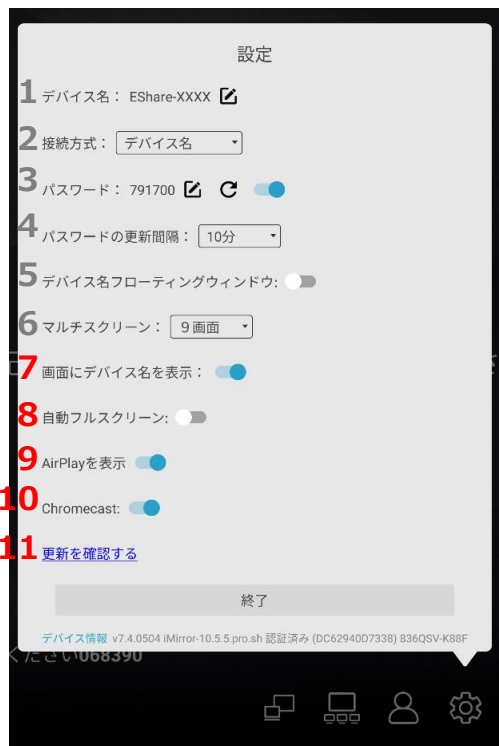 設定
1 デバイス名： EShare-XXXX
2 接続方式： デバイス名
3 パスワード： 791700
4 パスワードの更新間隔： 10分
5 デバイス名フローティングウィンドウ:
6 マルチスクリーン： ９画面
7 画面にデバイス名を表示：
8 自動フルスクリーン:
9 AirPlayを表示
10 Chromecast:
11 更新を確認する
終了
デバイス情報 v7.4.0504 iMirror-10.5.5.pro.sh 認証済み (DC62940D7338) 836QSV-K88F
ください068390